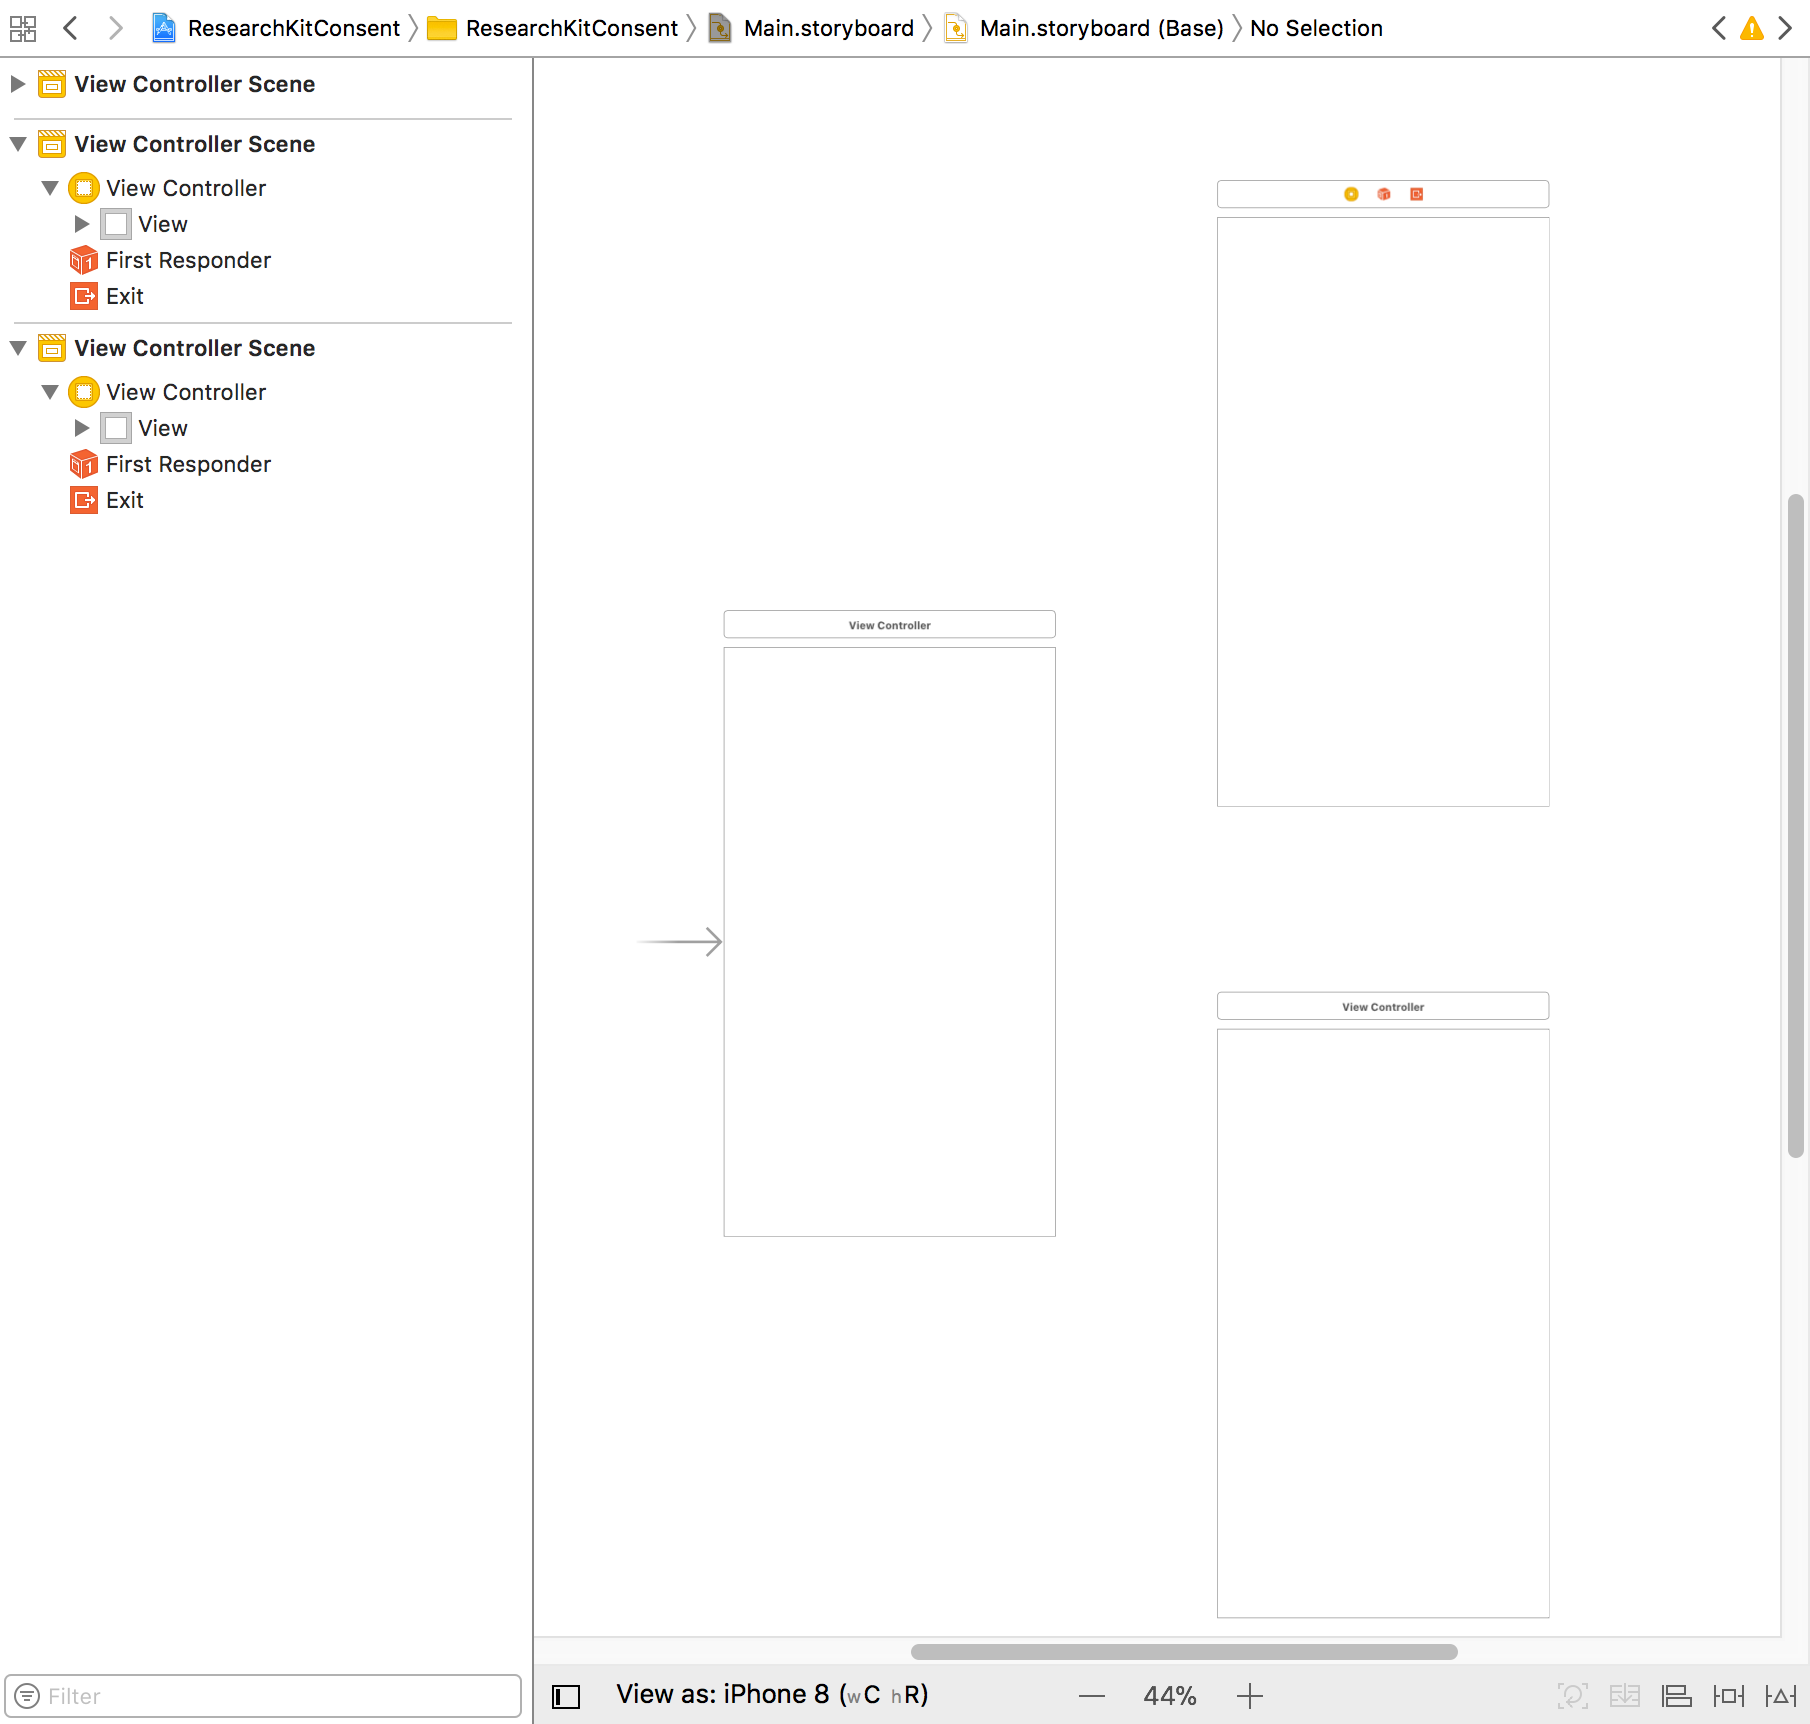 ResearchKitConsent ResearchKitConsent Main.storyboard Main.storyboard (Base) No Selection
View Controller Scene
View Controller Scene
View Controller
View
First Responder
Exit
View Controller Scene
View Controller
View
First Responder
Exit
View Controller
View Controller
Filter
View as: iPhone 8 (wC hR)
44%